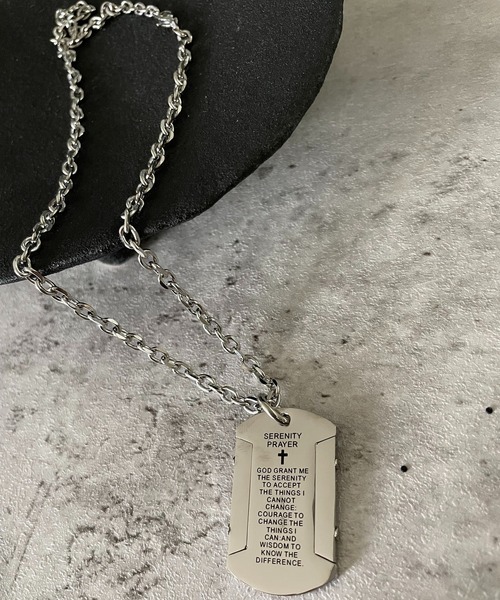 SERENITY
PRAYER
GOD GRANT ME
THE SERENITY
TO ACCEPT
THE THINGS I
CANNOT
CHANGE:
COURAGE TO
CHANGE THE
THINGS I
CAN:AND
WISDOM TO
KNOW THE
DIFFERENCE.